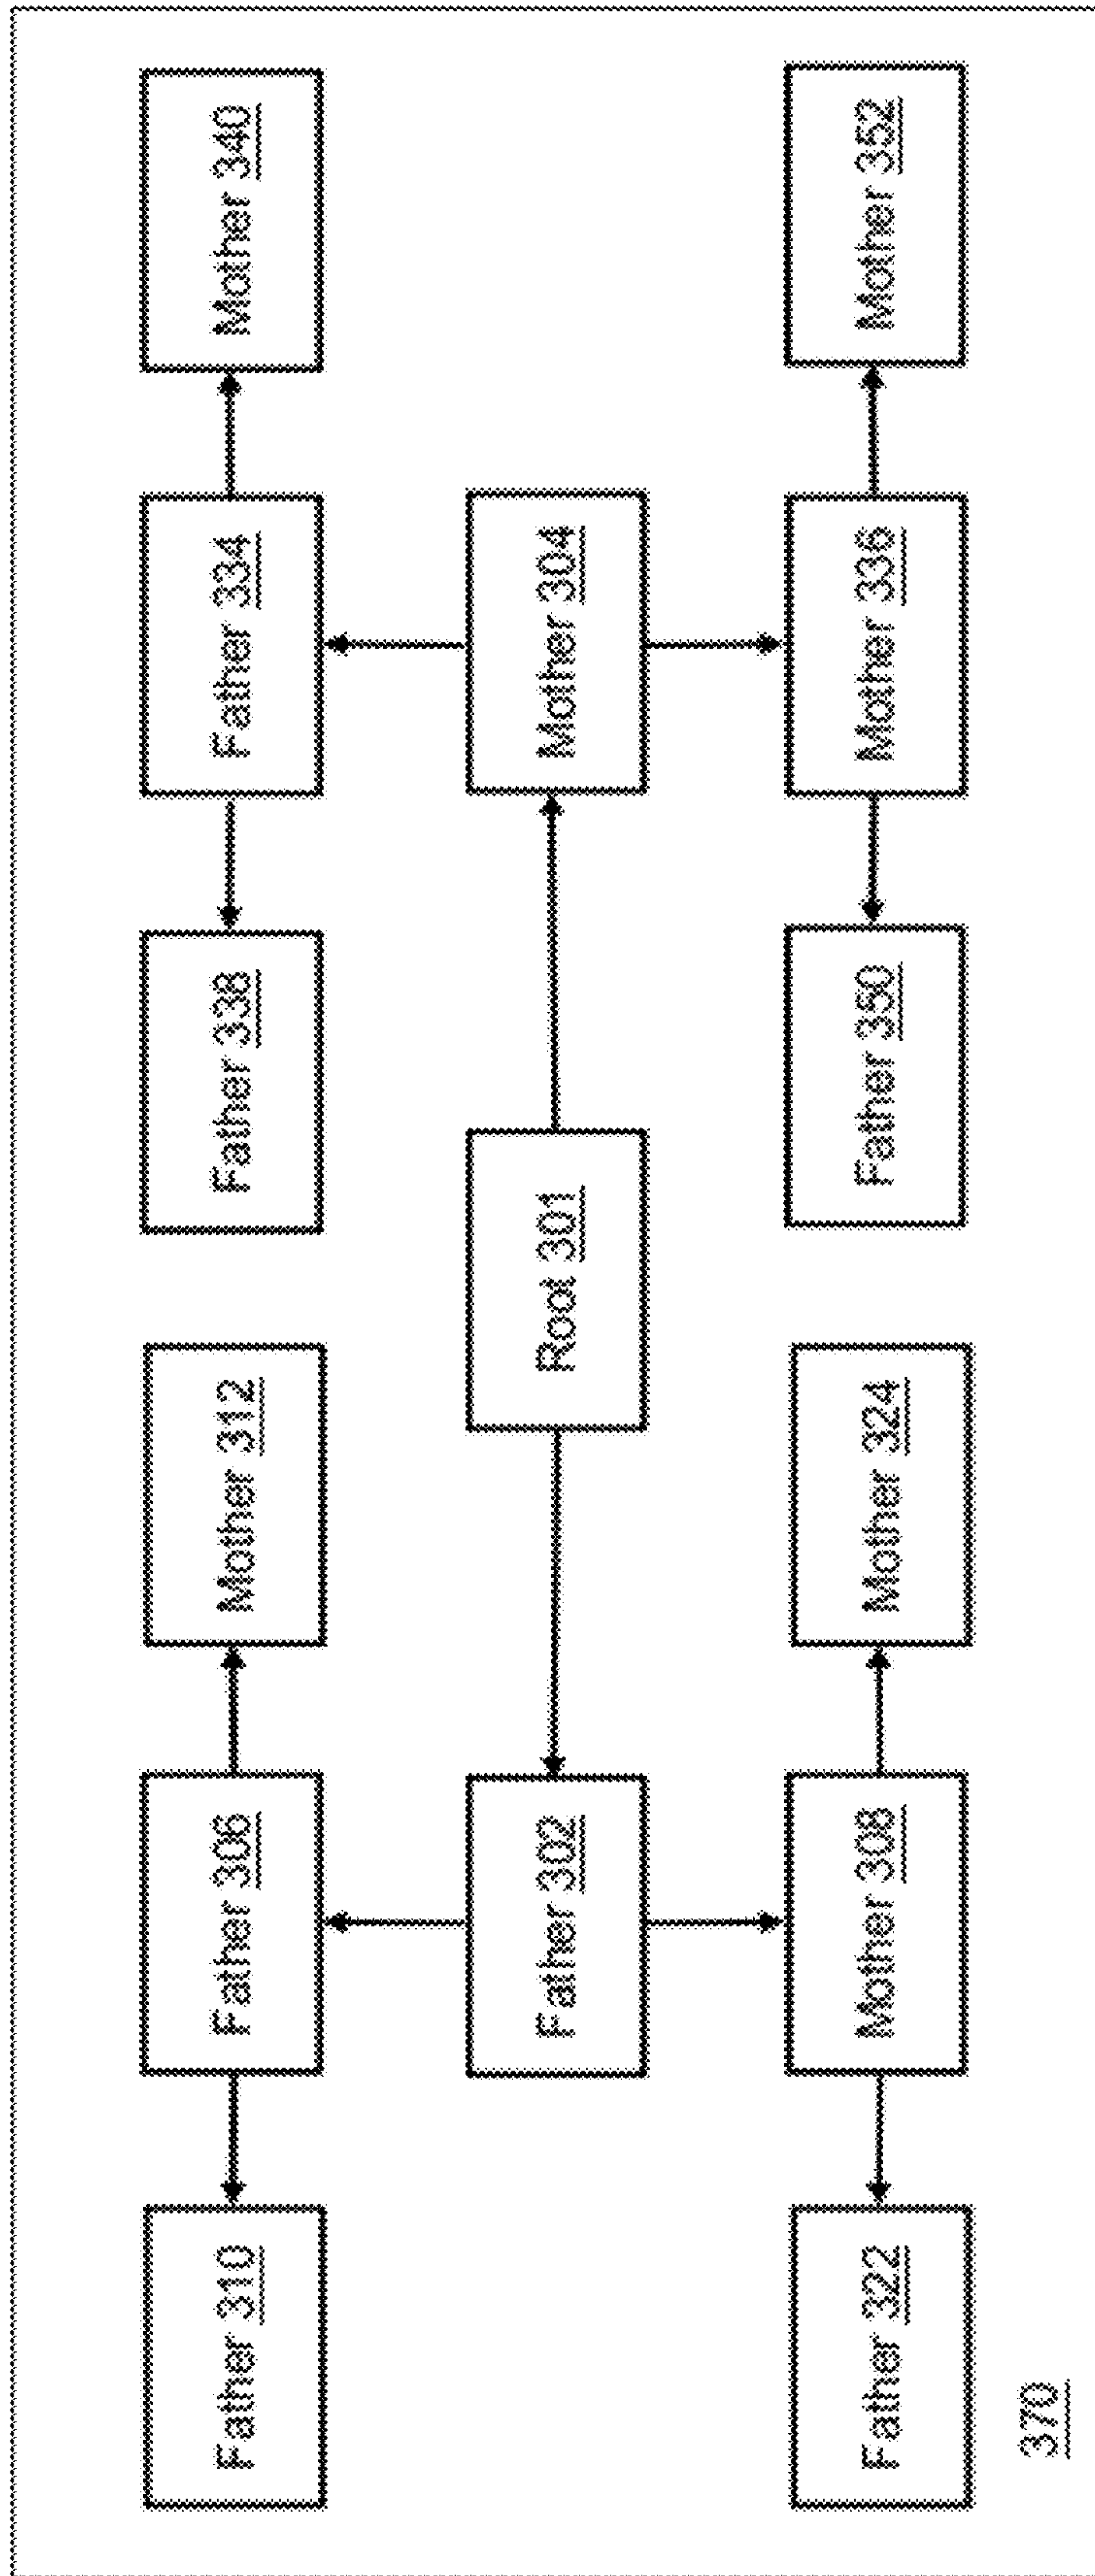 Father 310
Father 306
Mother 312
Father 338
Father 334
Mother 340
Father 302
Root 301
Mother 304
Father 322
Mother 308
Mother 324
Father 350
Mother 336
Mother 352
370